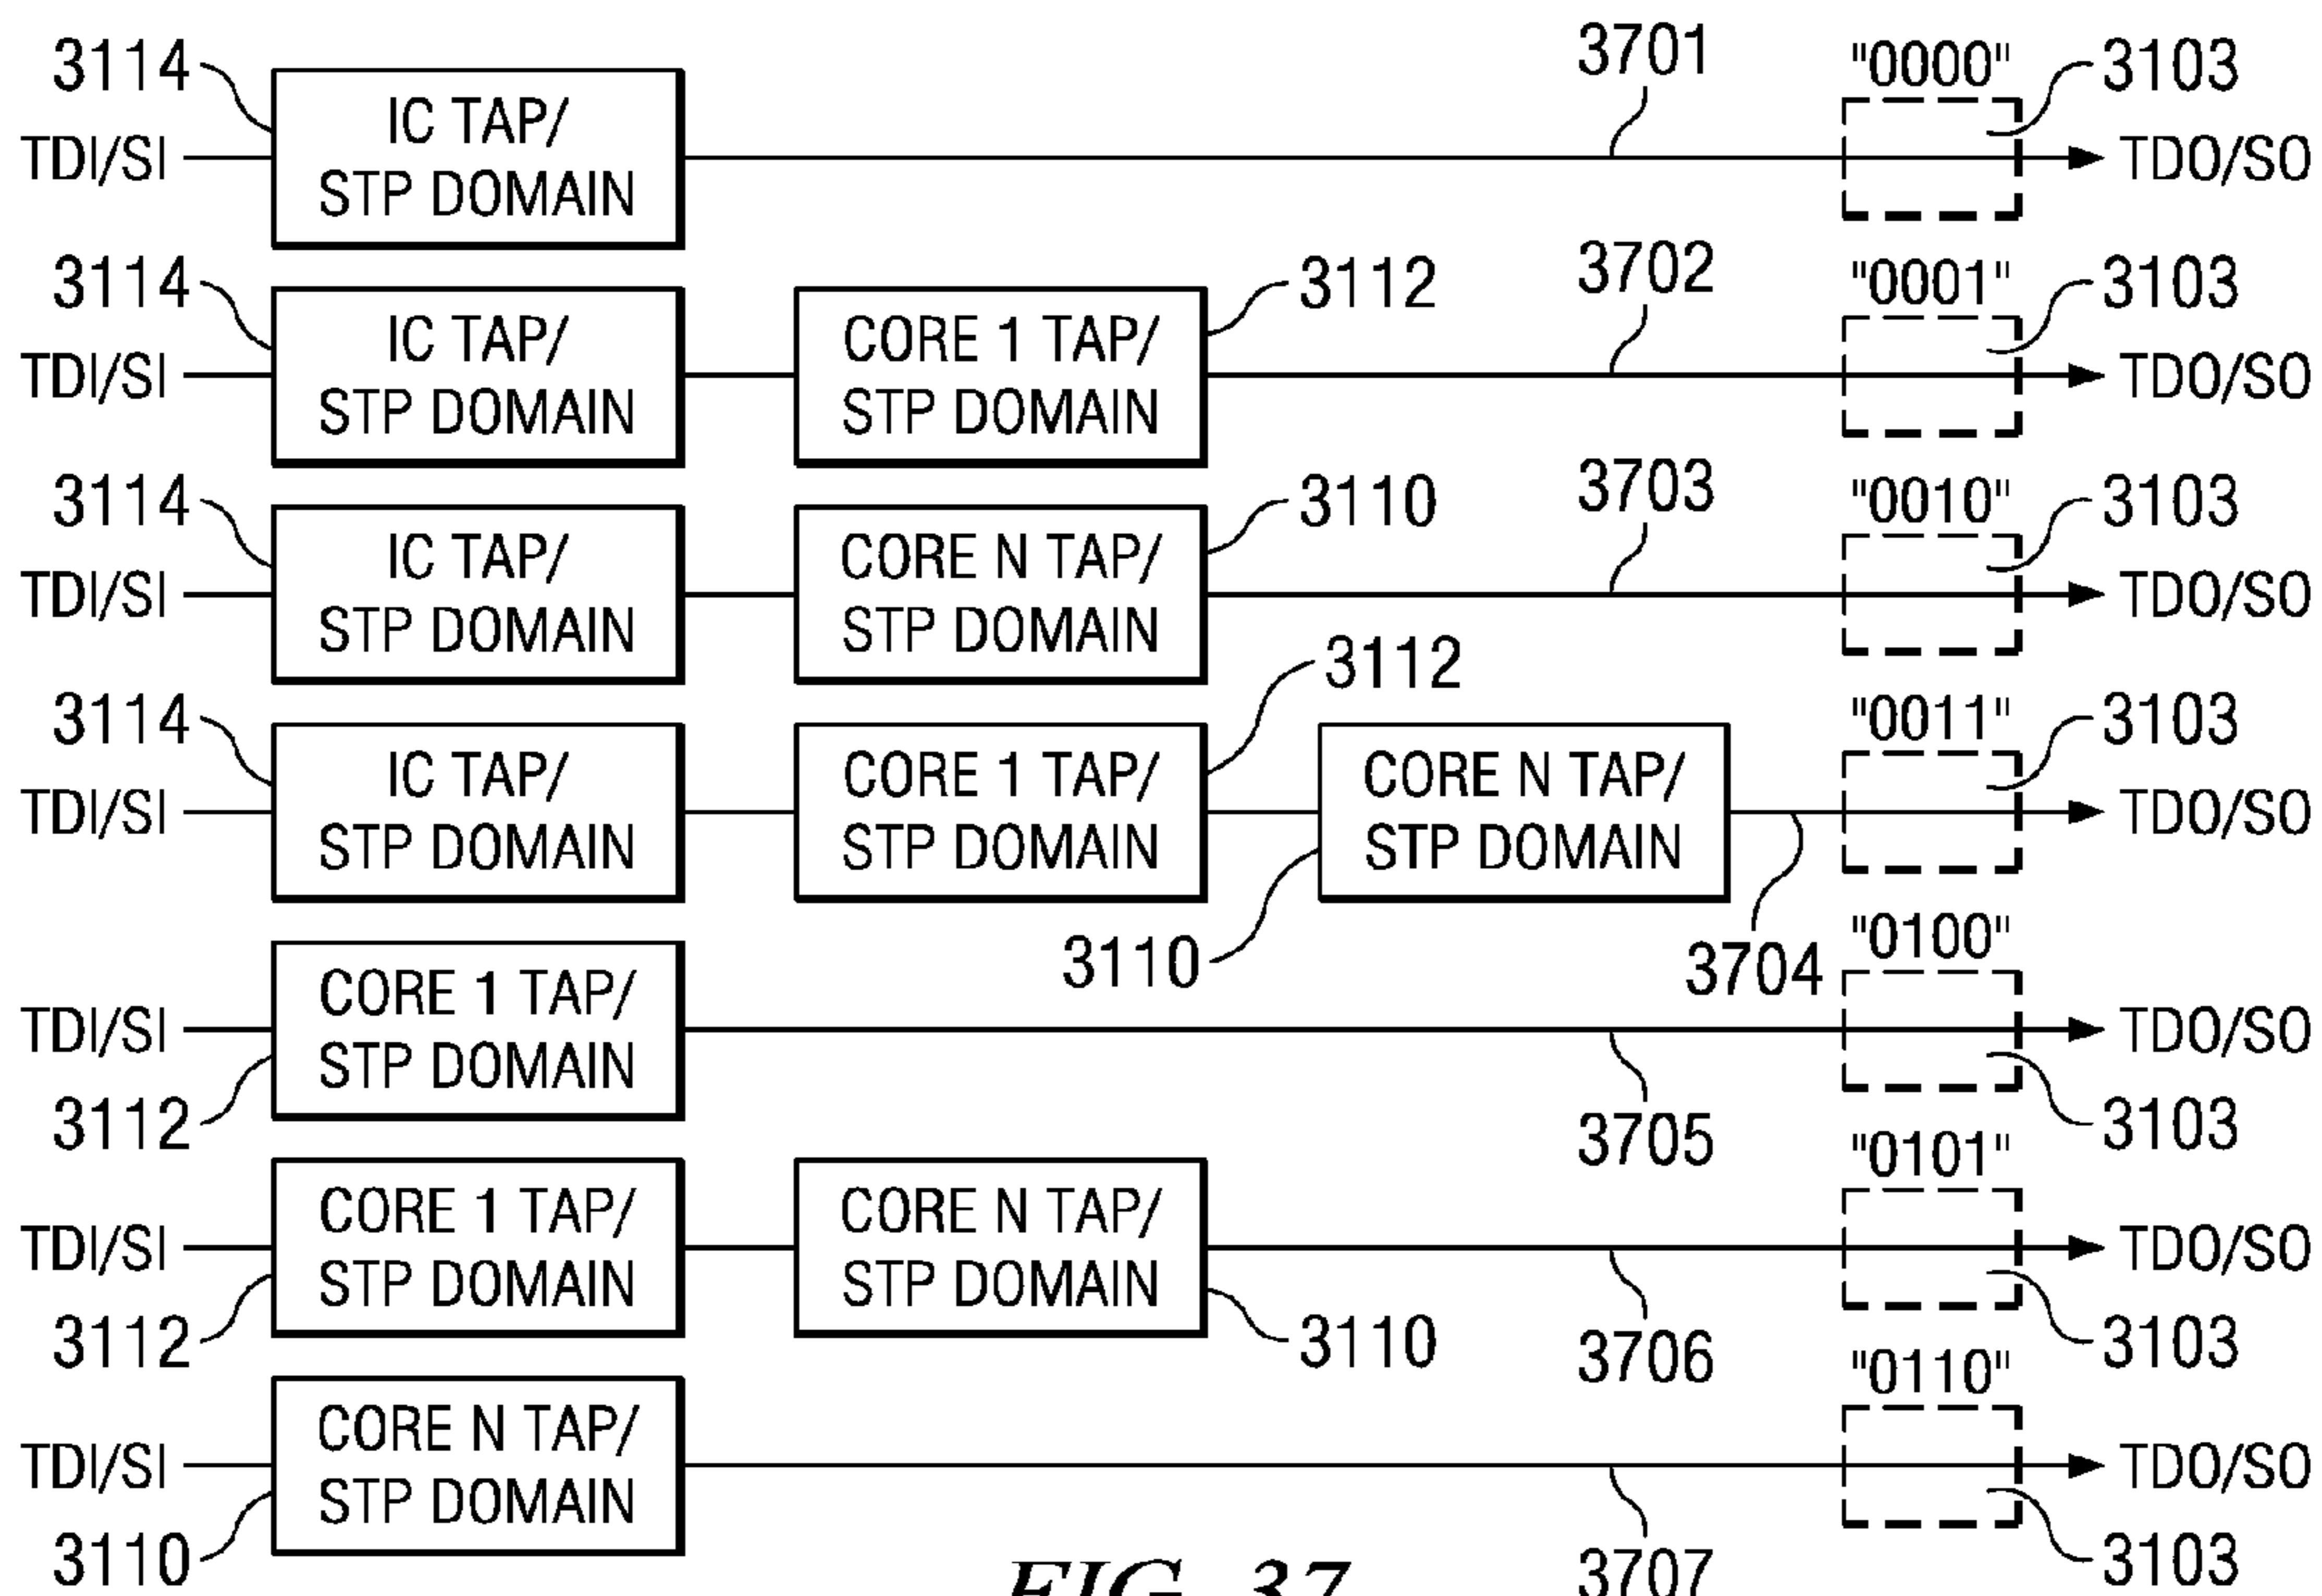 3114 3701 "0000" 3103
TDI/SI IC TAP/ STP DOMAIN TDO/SO
3114 3112 3702 "0001" 3103
TDI/SI IC TAP/ STP DOMAIN CORE 1 TAP/ STP DOMAIN TDO/SO
3114 3110 3703 "0010" 3103
TDI/SI IC TAP/ STP DOMAIN CORE N TAP/ STP DOMAIN TDO/SO
3114 3112 "0011" 3103
TDI/SI IC TAP/ STP DOMAIN CORE 1 TAP/ STP DOMAIN CORE N TAP/ STP DOMAIN TDO/SO
3110 3704 "0100"
TDI/SI CORE 1 TAP/ STP DOMAIN TDO/SO
3112 3705 3103
"0101"
TDI/SI CORE 1 TAP/ STP DOMAIN CORE N TAP/ STP DOMAIN TDO/SO
3112 3110 3706 3103
"0110"
TDI/SI CORE N TAP/ STP DOMAIN TDO/SO
3110 3707 3103
FIG. 37